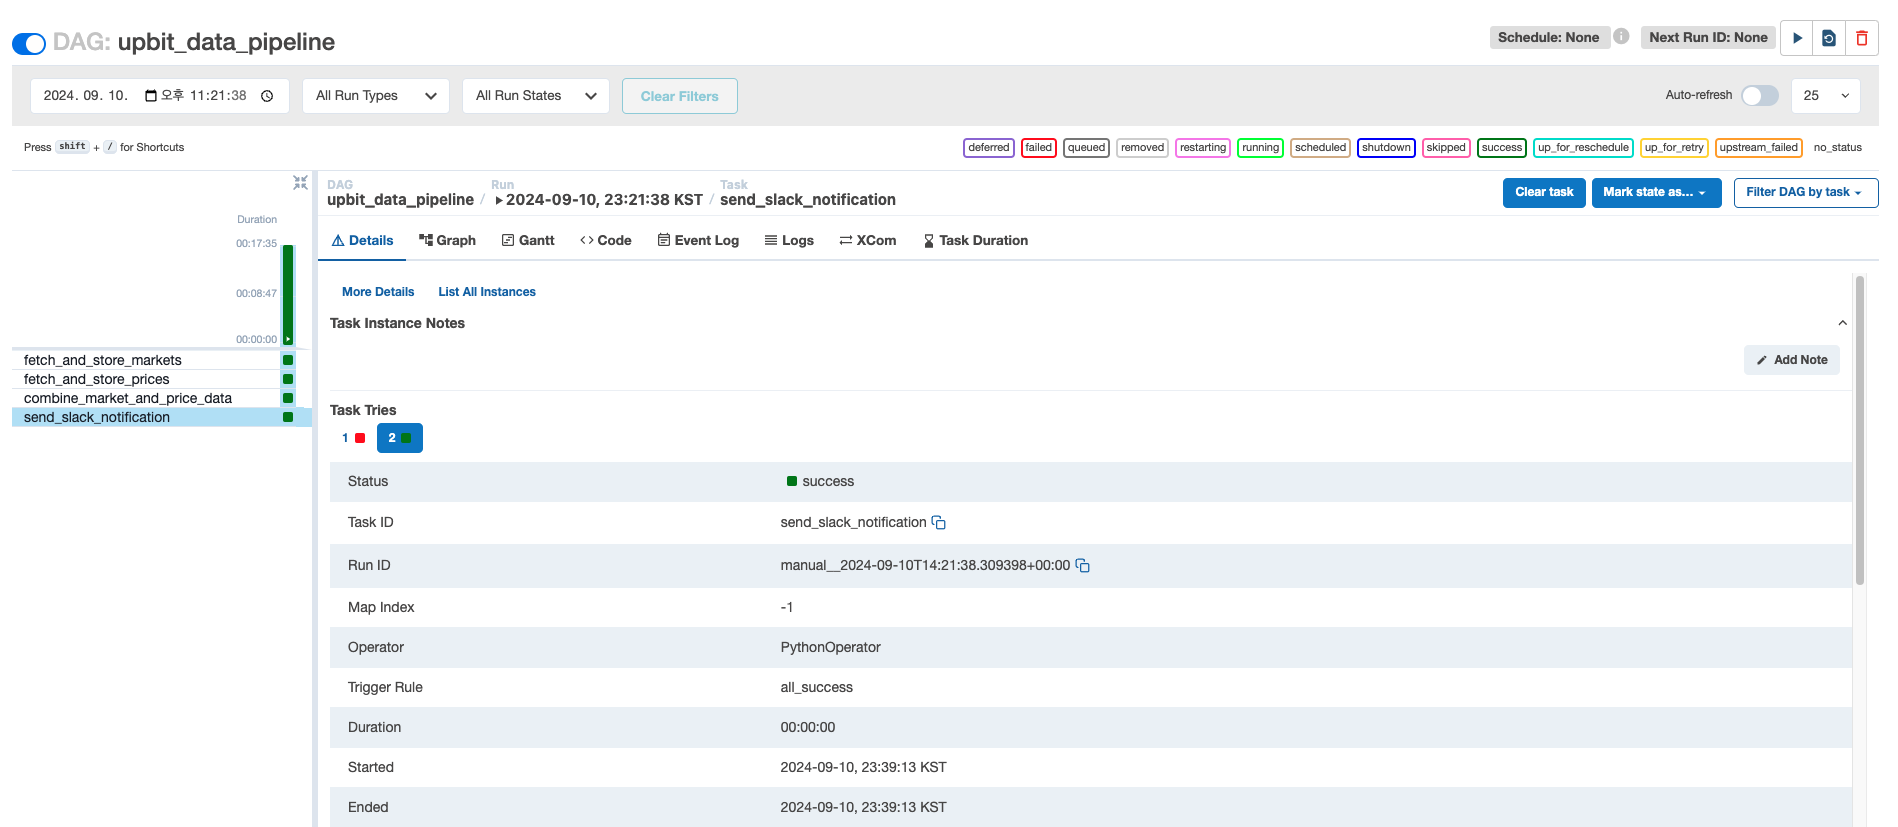 DAG: upbit_data_pipeline
Schedule: None
Next Run ID: None
2024. 09. 10. 오후 11:21:38
All Run Types
All Run States
Clear Filters
Auto-refresh
25
Press shift + / for Shortcuts
deferred failed queued removed restarting running scheduled shutdown skipped success up_for_reschedule up_for_retry upstream_failed no_status
Duration
00:17:35
00:08:47
00:00:00
fetch_and_store_markets
fetch_and_store_prices
combine_market_and_price_data
send_slack_notification
DAG
upbit_data_pipeline /
Run
2024-09-10, 23:21:38 KST /
Task
send_slack_notification
Clear task
Mark state as...
Filter DAG by task
Details Graph Gantt Code Event Log Logs XCom Task Duration
More Details List All Instances
Task Instance Notes
Add Note
Task Tries
1 2
Status success
Task ID send_slack_notification
Run ID manual__2024-09-10T14:21:38.309398+00:00
Map Index -1
Operator PythonOperator
Trigger Rule all_success
Duration 00:00:00
Started 2024-09-10, 23:39:13 KST
Ended 2024-09-10, 23:39:13 KST